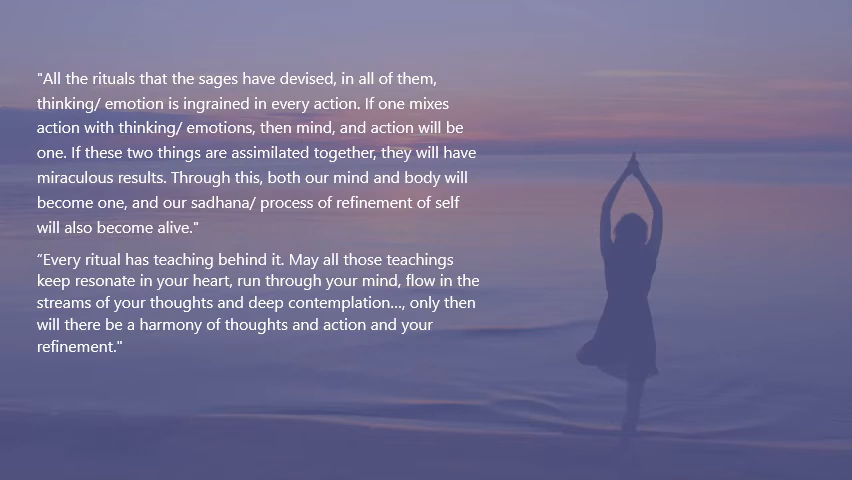 "All the rituals that the sages have devised, in all of them,
thinking/ emotion is ingrained in every action. If one mixes
action with thinking/ emotions, then mind, and action will be
one. If these two things are assimilated together, they will have
miraculous results. Through this, both our mind and body will
become one, and our sadhana/ process of refinement of self
will also become alive."
“Every ritual has teaching behind it. May all those teachings
keep resonate in your heart, run through your mind, flow in the
streams of your thoughts and deep contemplation..., only then
will there be a harmony of thoughts and action and your
refinement."